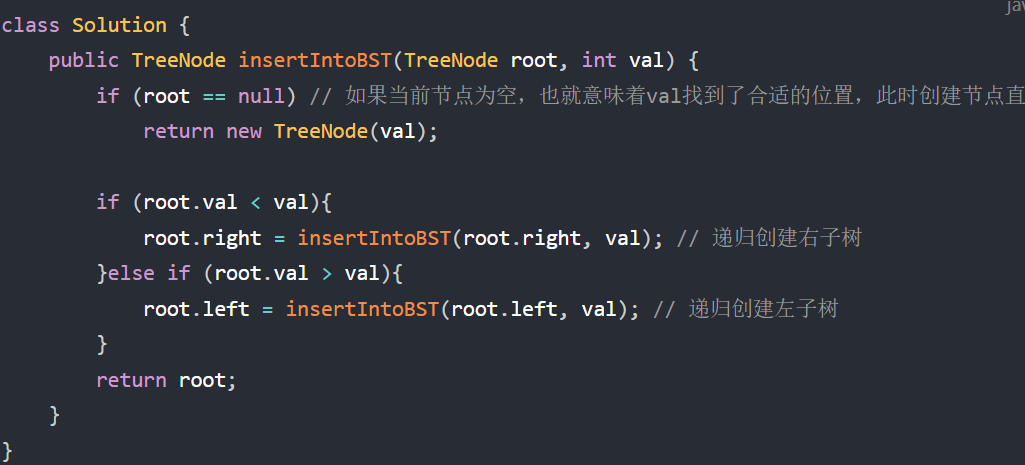 class Solution {
    public TreeNode insertIntoBST(TreeNode root, int val) {
        if (root == null) // 如果当前节点为空，也就意味着val找到了合适的位置，此时创建节点直
            return new TreeNode(val);

        if (root.val < val){
            root.right = insertIntoBST(root.right, val); // 递归创建右子树
        }else if (root.val > val){
            root.left = insertIntoBST(root.left, val); // 递归创建左子树
        }
        return root;
    }
}